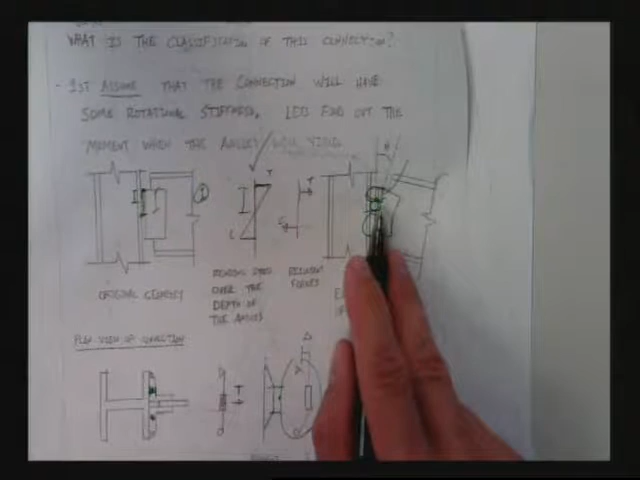 WHAT IS THE CLASSIFICATION OF THIS CONNECTION?
- 1ST ASSUME THAT THE CONNECTION WILL HAVE
SOME ROTATIONAL STIFFNESS. LETS FIND OUT THE
MOMENT WHEN THE ANGLES WILL YIELD
ORIGINAL GEOMETRY
BENDING STRESS
OVER THE
DEPTH OF
THE ANGLES
RESULTANT
FORCES
PLAN VIEW OF CONNECTION